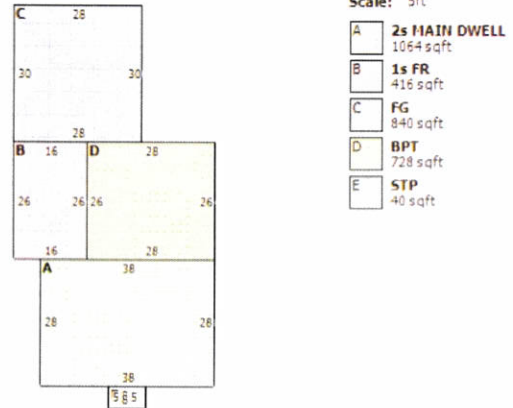 C 28
30 30
28
B 16 D 28
26 26 26 26
16 28
A 38
28 28
38
5 8 5
Scale: 5ft
A 2s MAIN DWELL
1064 sqft
B 1s FR
416 sqft
C FG
840 sqft
D BPT
728 sqft
E STP
40 sqft